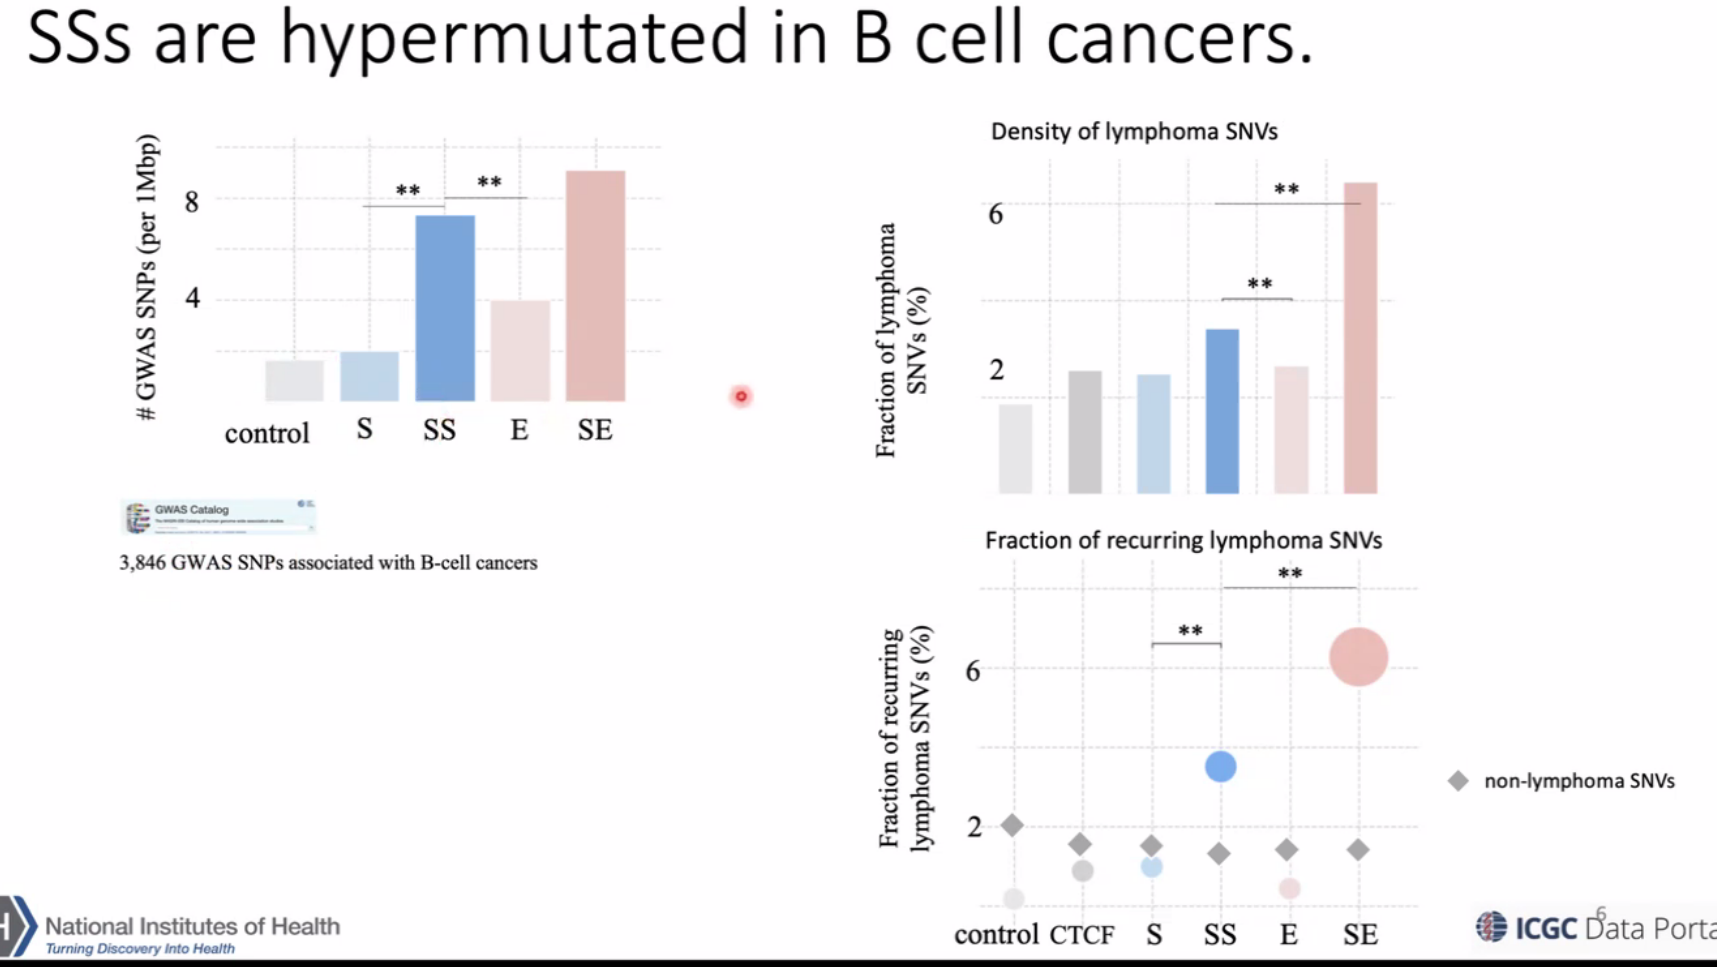 SSs are hypermutated in B cell cancers.
# GWAS SNPs (per 1Mbp)
8
4
**
**
control S SS E SE
GWAS Catalog
3,846 GWAS SNPs associated with B-cell cancers
Density of lymphoma SNVs
Fraction of lymphoma
SNVs (%)
6
2
**
**
Fraction of recurring lymphoma SNVs
Fraction of recurring
lymphoma SNVs (%)
6
2
**
**
non-lymphoma SNVs
control CTCF S SS E SE
H
National Institutes of Health
Turning Discovery Into Health
6
ICGC Data Porta